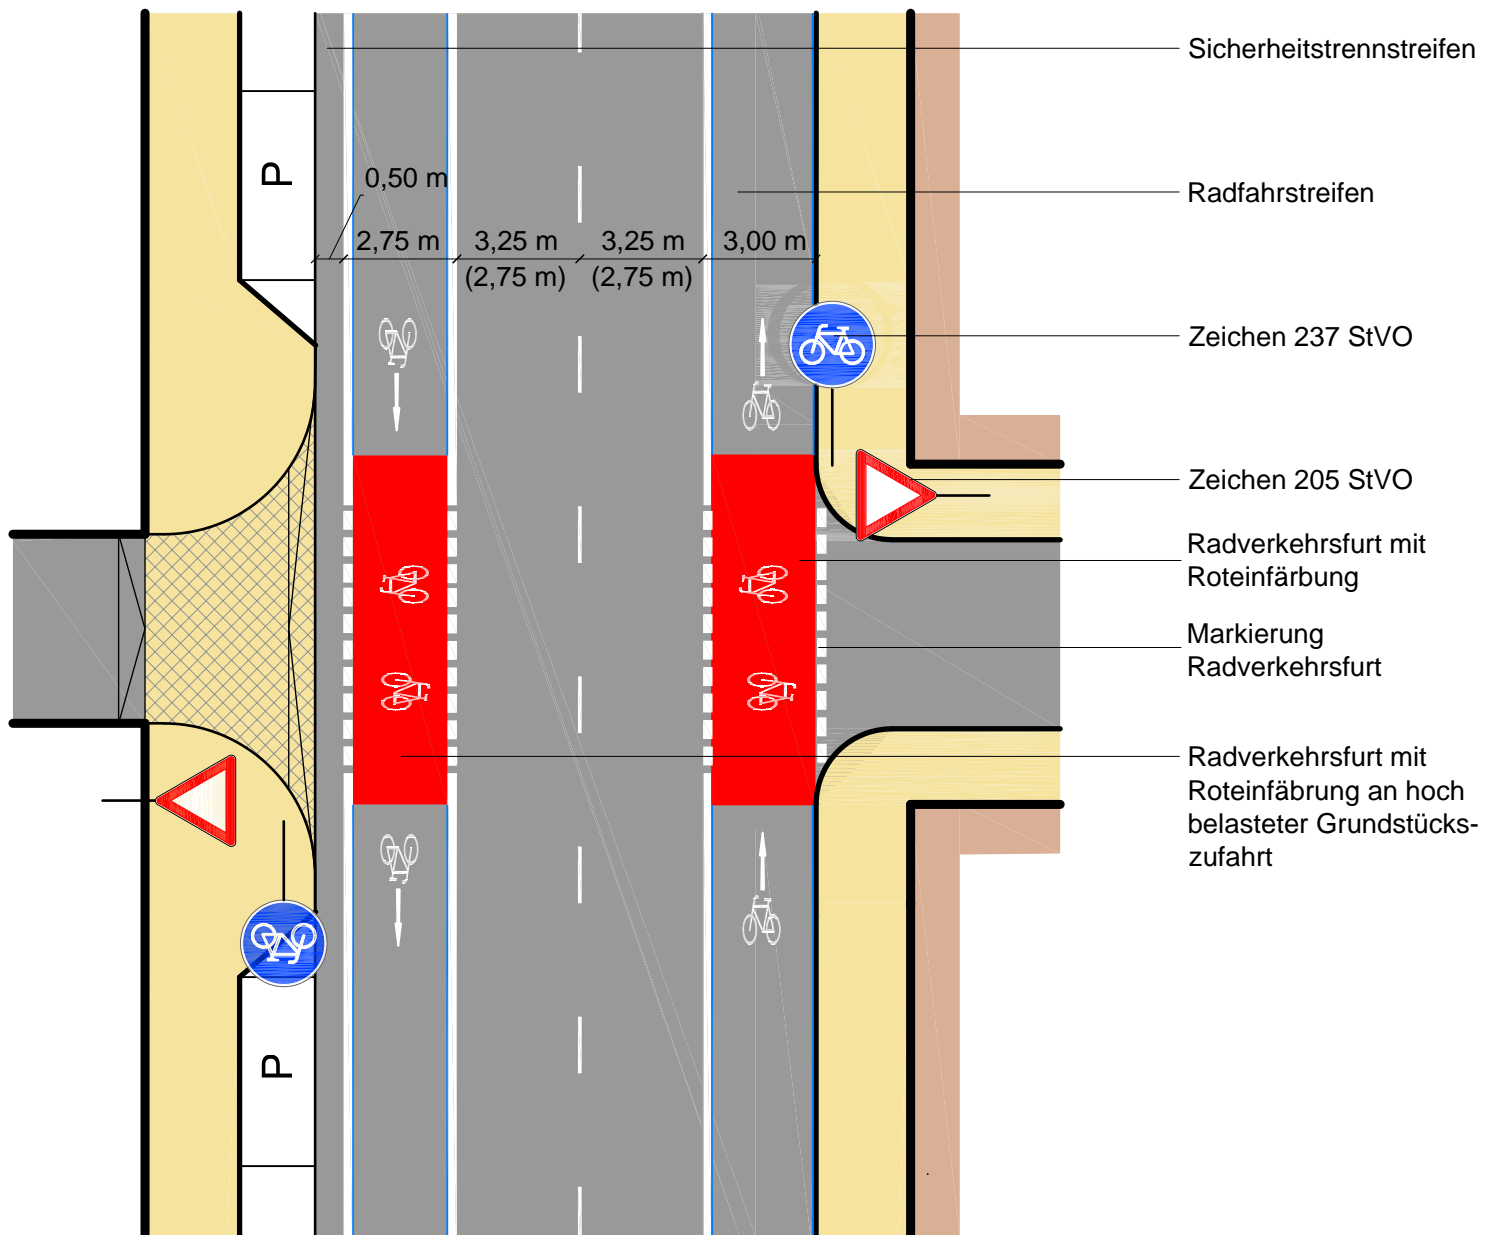 Sicherheitstrennstreifen
P
0,50 m
Radfahrstreifen
2,75 m
3,25 m
3,25 m
3,00 m
(2,75 m)
(2,75 m)
Zeichen 237 StVO
Zeichen 205 StVO
Radverkehrsfurt mit
Roteinfärbung
Markierung
Radverkehrsfurt
Radverkehrsfurt mit
Roteinfäbrung an hoch
belasteter Grundstücks-
zufahrt
P